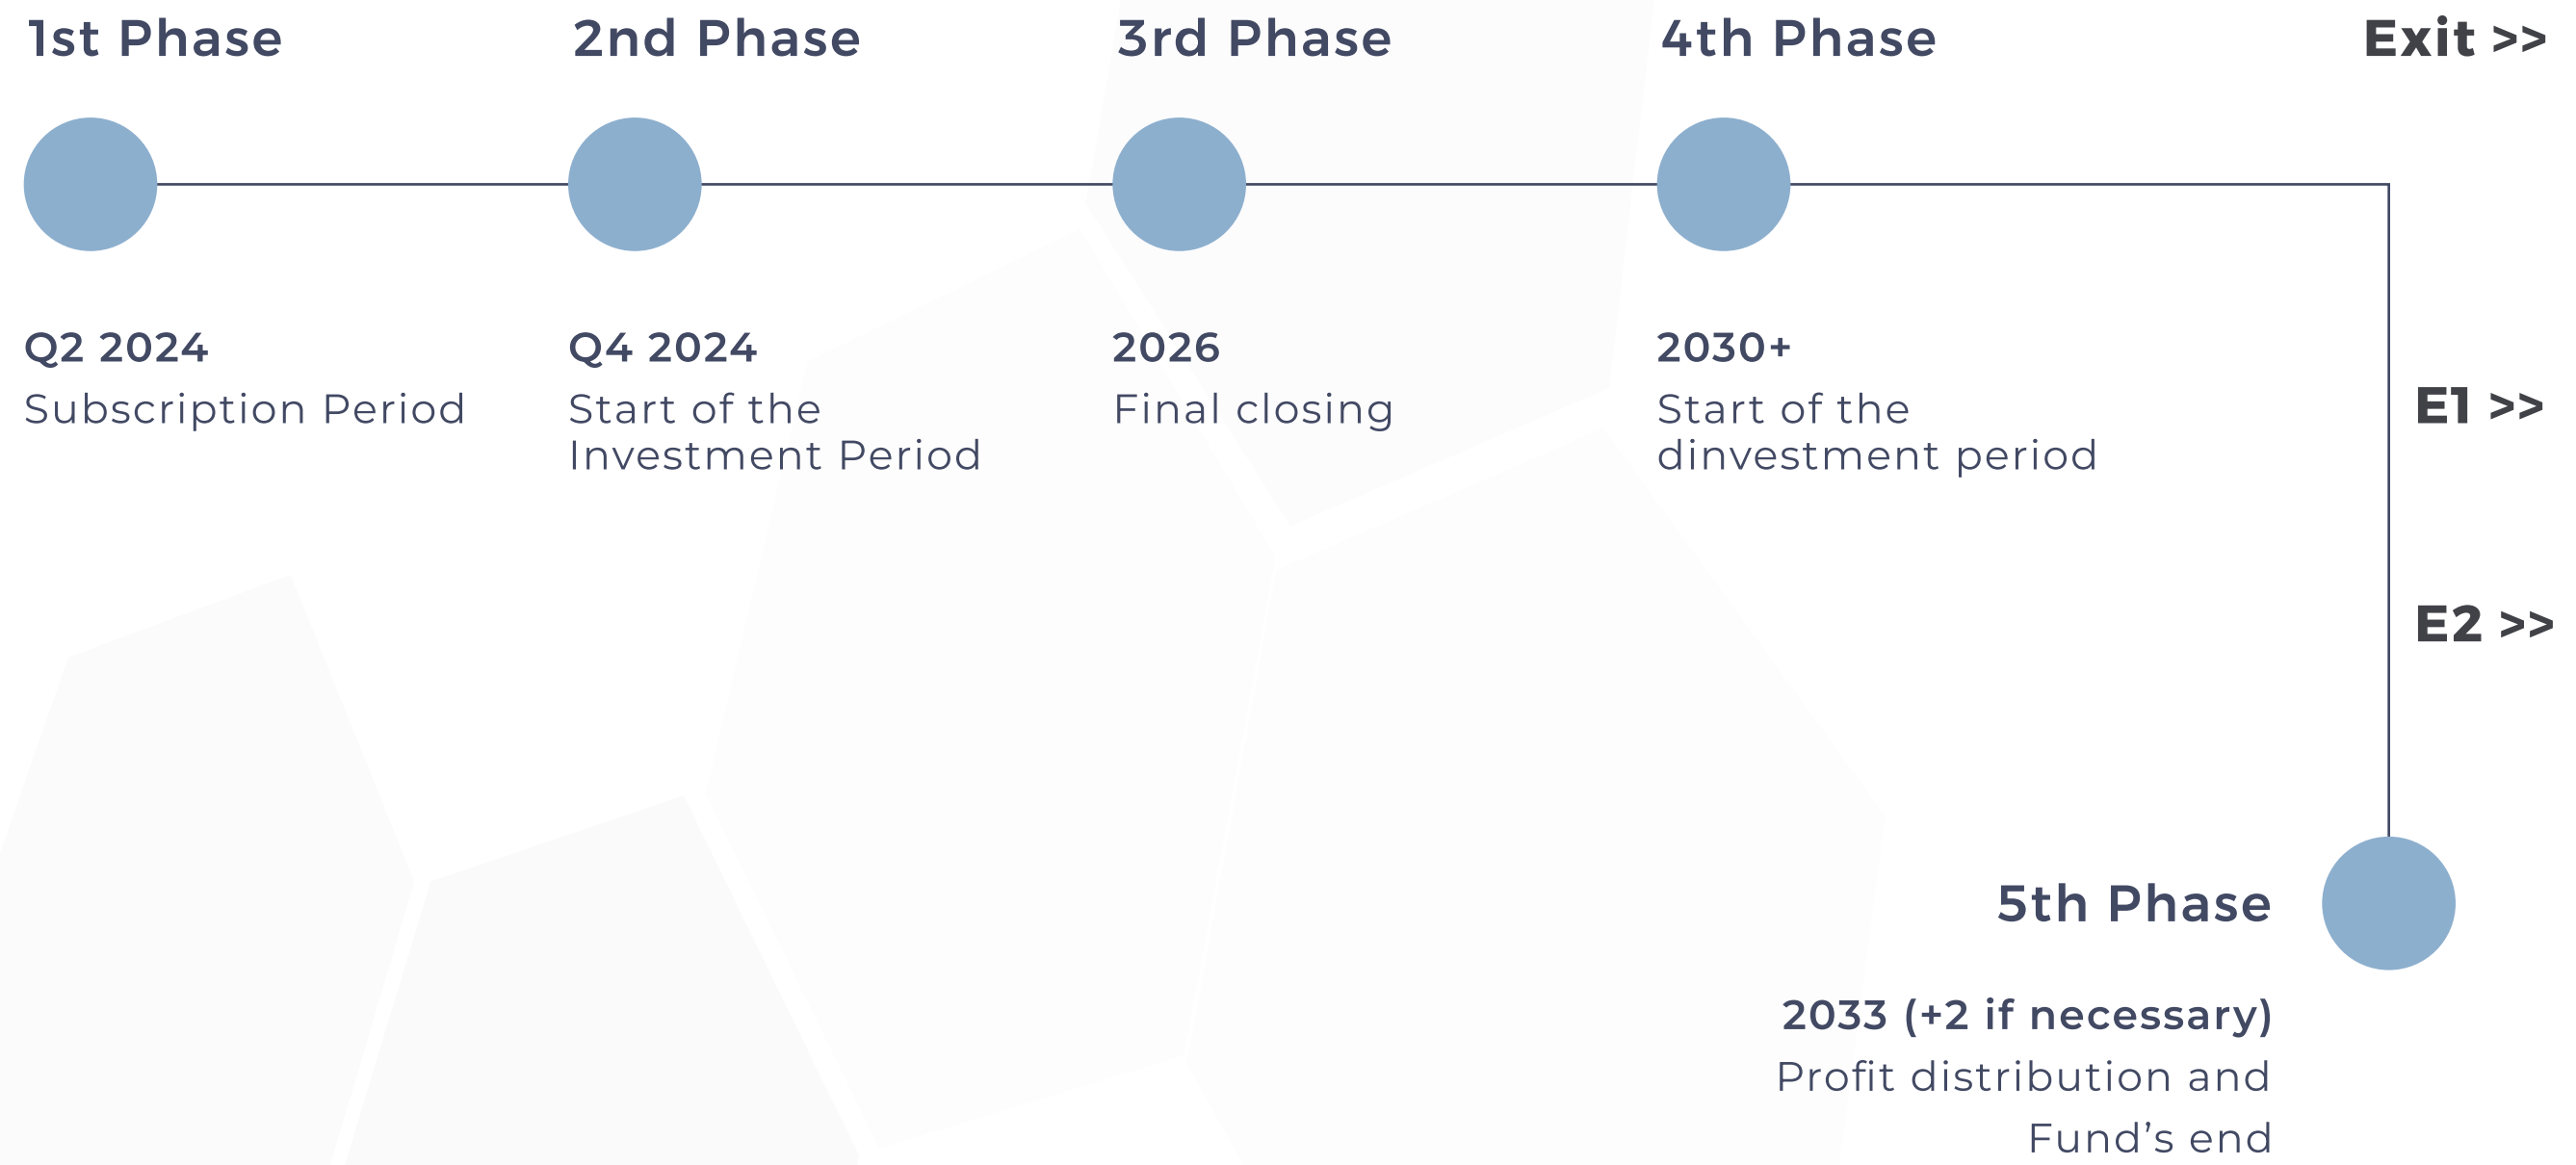 1st Phase
2nd Phase
3rd Phase
4th Phase
Exit >>
Q2 2024
Subscription Period
Q4 2024
Start of the
Investment Period
2026
Final closing
2030+
Start of the
dinvestment period
E1 >>
E2 >>
5th Phase
2033 (+2 if necessary)
Profit distribution and
Fund’s end